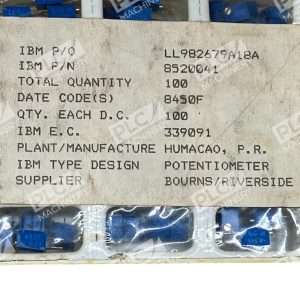 IBM P/O LL982679A18A
IBM P/N 8520041
TOTAL QUANTITY 100
DATE CODE(S) 8450F
QTY. EACH D.C. 100
IBM E.C. 339091
PLANT/MANUFACTURE HUMACAO, P.R.
IBM TYPE DESIGN POTENTIOMETER
SUPPLIER BOURNS/RIVERSIDE